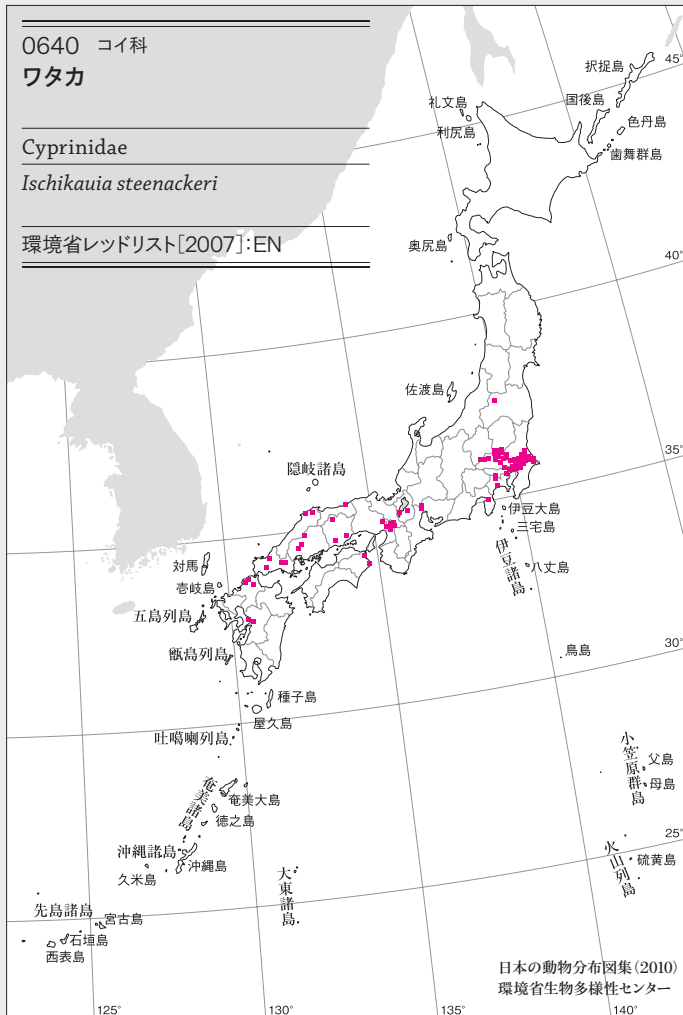 0640 コイ科
ワタカ
Cyprinidae
Ischikauia steenackeri
環境省レッドリスト[2007]:EN
択捉島
45°
国後島
礼文島
色丹島
利尻島
歯舞群島
奥尻島
40°
佐渡島
35°
隠岐諸島
伊豆大島
三宅島
伊豆諸島
八丈島
対馬
壱岐島
五島列島
甑島列島
鳥島
30°
種子島
屋久島
吐噶喇列島
小笠原群島
父島
母島
奄美諸島
奄美大島
徳之島
25°
沖縄諸島
沖縄島
久米島
火山列島
硫黄島
大東諸島
先島諸島
宮古島
石垣島
西表島
日本の動物分布図集(2010)
環境省生物多様性センター
125°
130°
135°
140°